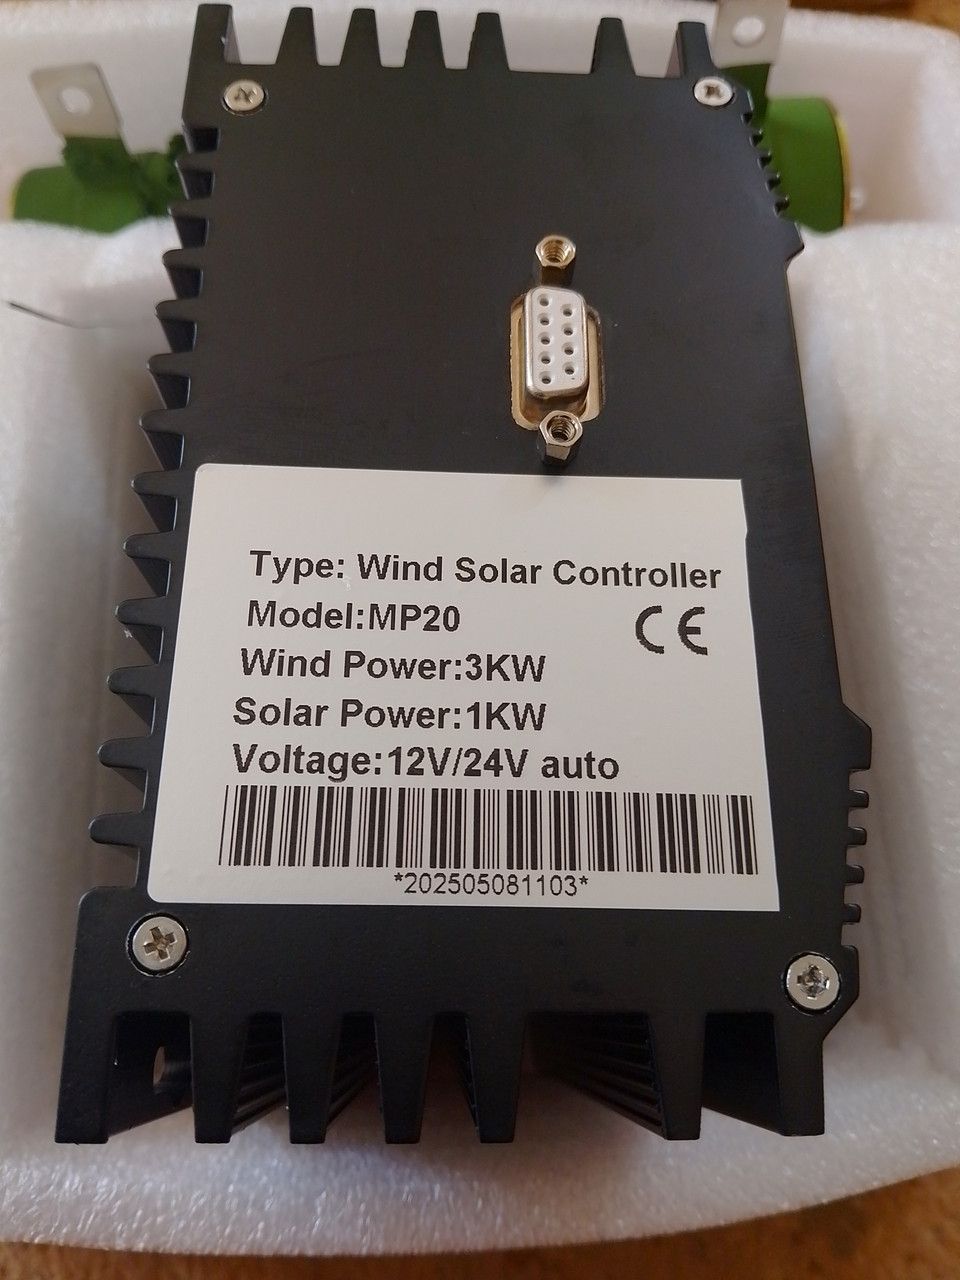 Type: Wind Solar Controller
Model:MP20
CE
Wind Power:3KW
Solar Power:1KW
Voltage:12V/24V auto
*202505081103*